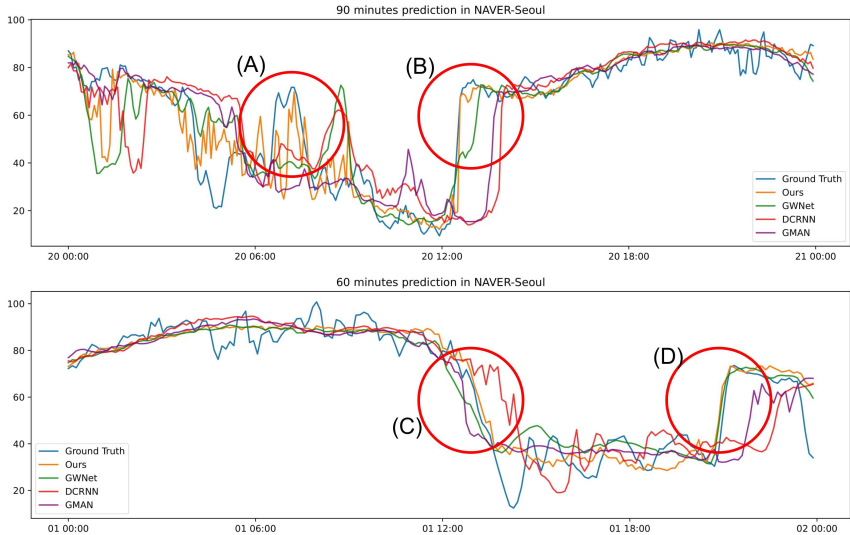 90 minutes prediction in NAVER-Seoul
100
80
60
40
20
(A)
(B)
Ground Truth
Ours
GWNet
DCRNN
GMAN
20 00:00
20 06:00
20 12:00
20 18:00
21 00:00
60 minutes prediction in NAVER-Seoul
100
80
60
40
20
(C)
(D)
Ground Truth
Ours
GWNet
DCRNN
GMAN
01 00:00
01 06:00
01 12:00
01 18:00
02 00:00